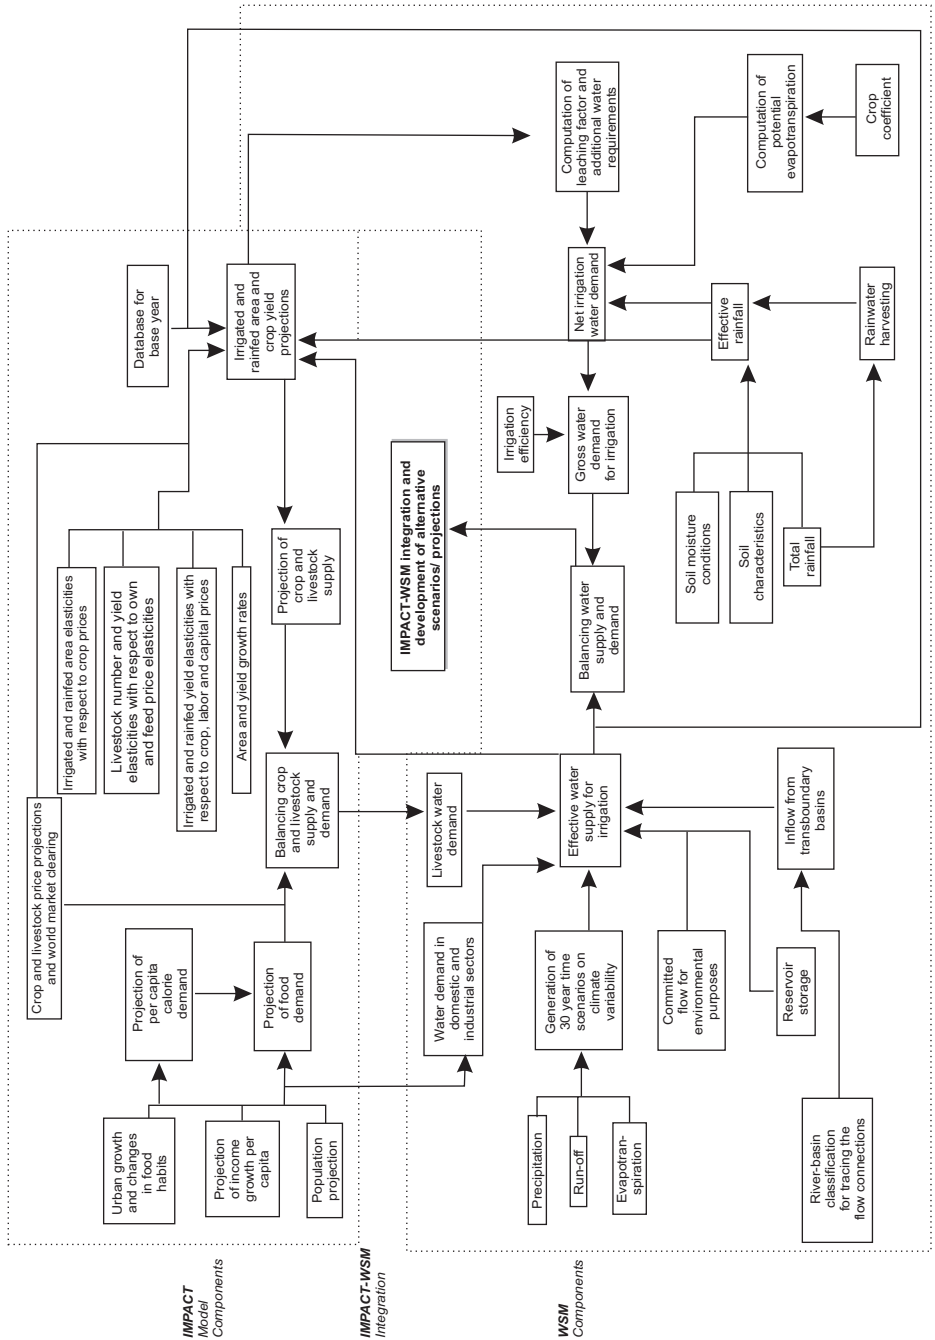 IMPACT
Model
Components
Urban growth
and changes
in food
habits
Projection
of income
growth per
capita
Population
projection
Projection of
per capita
calorie
demand
Projection
of food
demand
Crop and livestock price projections
and world market clearing
Irrigated and rainfed area elasticities
with respect to crop prices
Livestock number and yield
elasticities with respect to own
and feed price elasticities
Irrigated and rainfed yield elasticities with
respect to crop, labor and capital prices
Area and yield growth rates
Balancing crop
and livestock
supply and
demand
Projection of
crop and
livestock
supply
Database for
base year
Irrigated and
rainfed area and
crop yield
projections
IMPACT-WSM
Integration
IMPACT-WSM integration and
development of alternative
scenarios/ projections
WSM
Components
Water demand in
domestic and
industrial sectors
Livestock water
demand
Precipitation
Run-off
Evapotran-
spiration
Generation of
30 year time
scenarios on
climate
variability
Effective water
supply for
irrigation
Committed
flow for
environmental
purposes
Reservoir
storage
Inflow from
transboundary
basins
River-basin
classification
for tracing the
flow connections
Balancing water
supply and
demand
Irrigation
efficiency
Gross water
demand
for irrigation
Net irrigation
water demand
Computation of
leaching factor and
additional water
requirements
Soil moisture
conditions
Soil
characteristics
Total
rainfall
Effective
rainfall
Rainwater
harvesting
Computation of
potential
evapotranspiration
Crop
coefficient